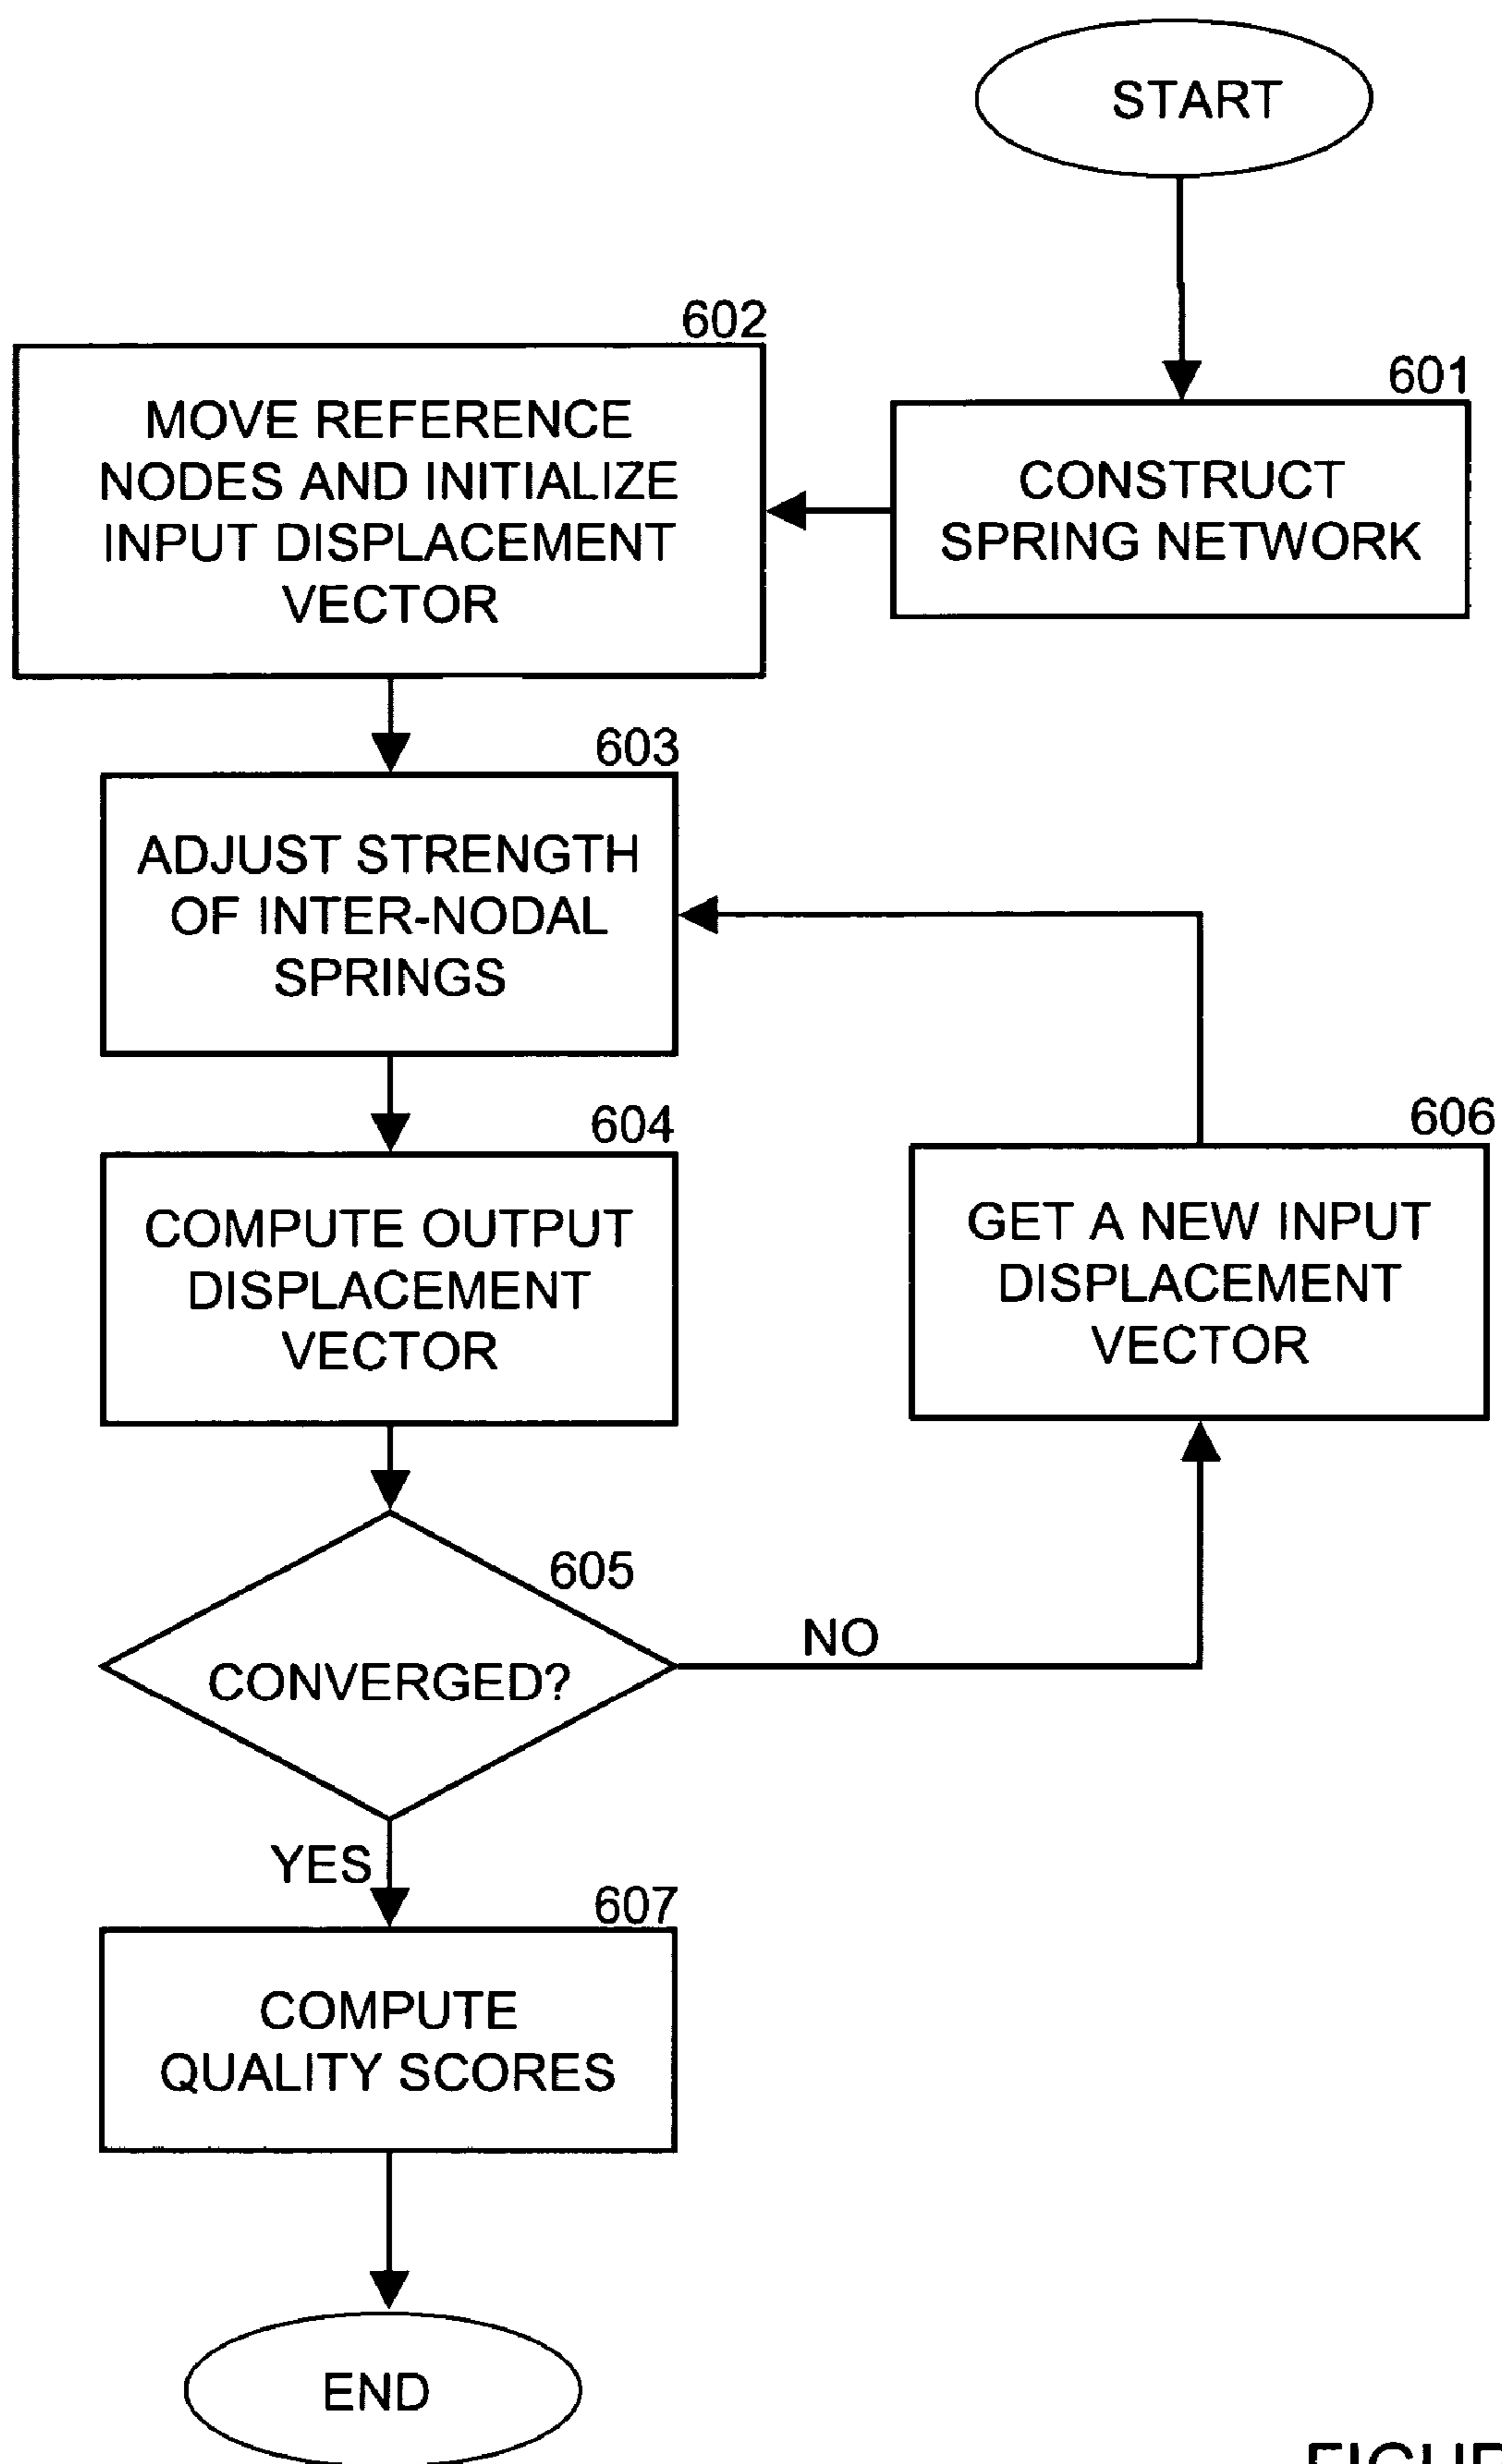 START
601
CONSTRUCT
SPRING NETWORK
602
MOVE REFERENCE
NODES AND INITIALIZE
INPUT DISPLACEMENT
VECTOR
603
ADJUST STRENGTH
OF INTER-NODAL
SPRINGS
604
COMPUTE OUTPUT
DISPLACEMENT
VECTOR
605
CONVERGED?
NO
606
GET A NEW INPUT
DISPLACEMENT
VECTOR
YES
607
COMPUTE
QUALITY SCORES
END